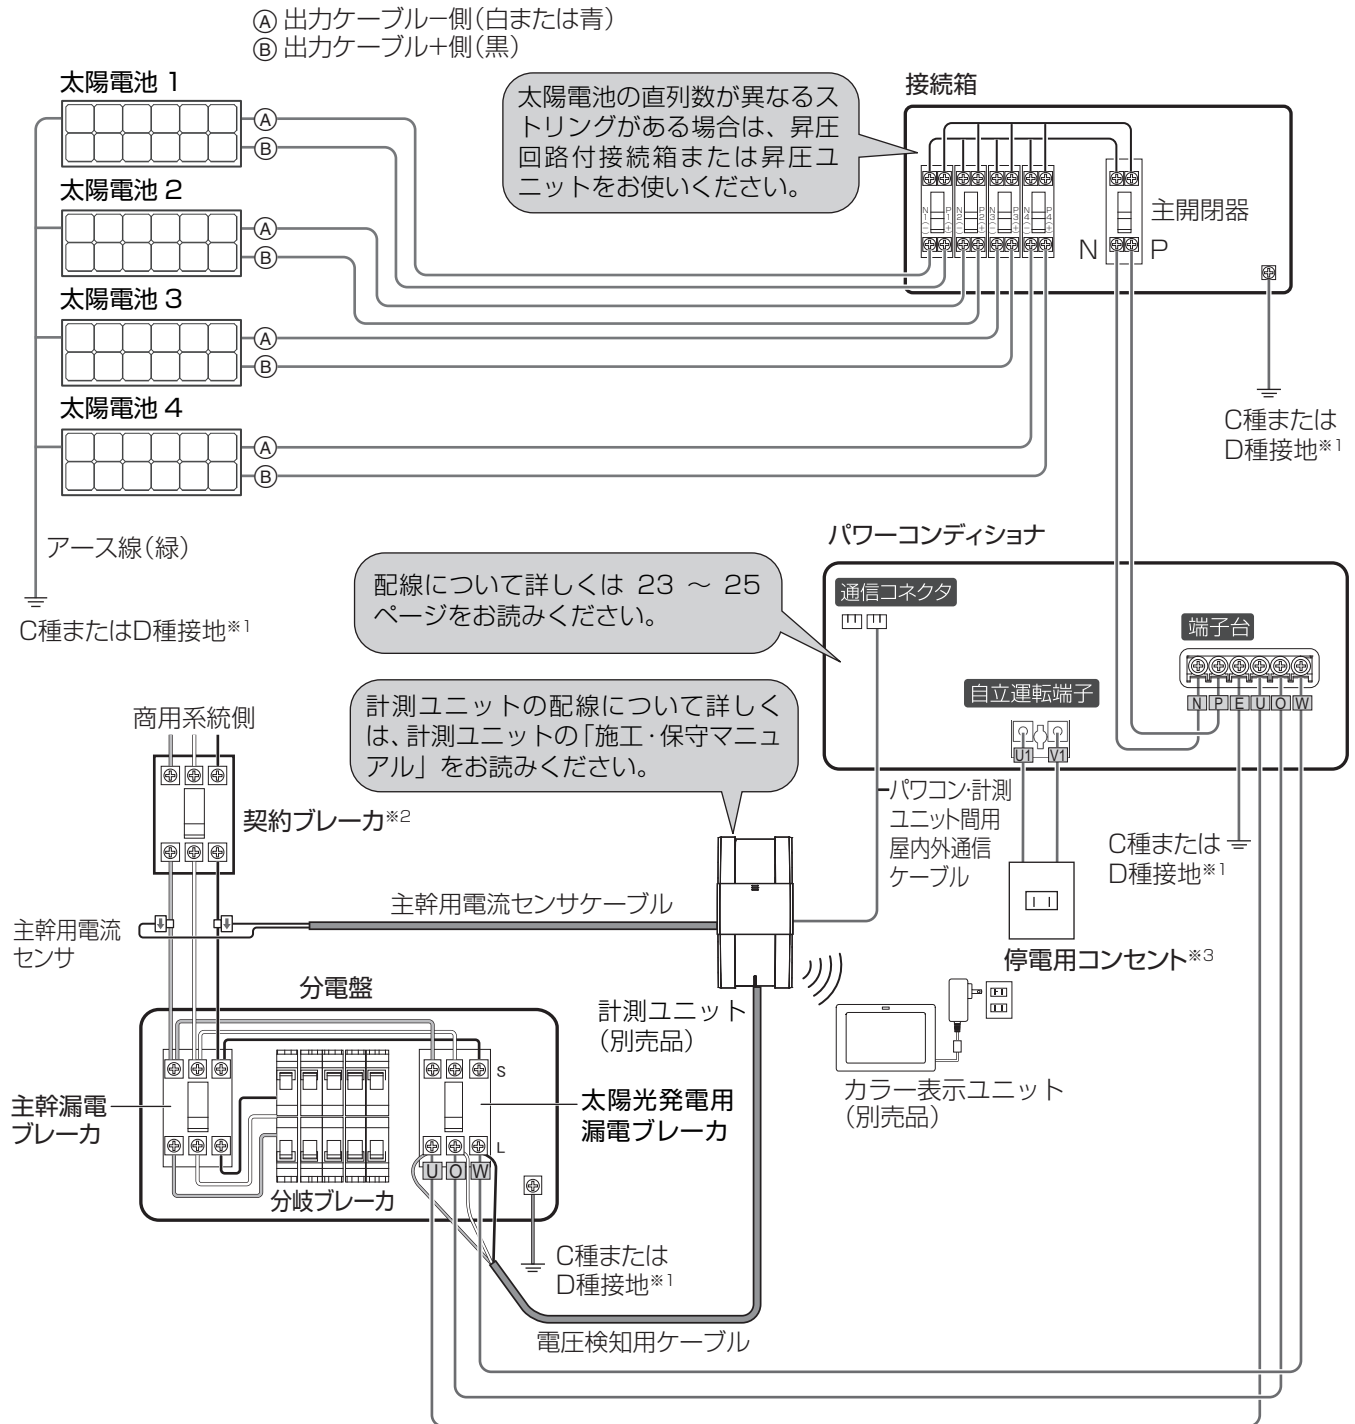 Ⓐ 出力ケーブルー側(白または青)
Ⓑ 出力ケーブル+側(黒)
太陽電池 1
A
B
太陽電池 2
A
B
太陽電池 3
A
B
太陽電池 4
A
B
アース線(緑)
C種またはD種接地※1
太陽電池の直列数が異なるス
トリングがある場合は、昇圧
回路付接続箱または昇圧ユ
ニットをお使いください。
接続箱
N1(−) P1(+) N2(−) P2(+) N3(−) P3(+) N4(−) P4(+)
主開閉器
N P
C種または
D種接地※1
パワーコンディショナ
配線について詳しくは 23 ～ 25
ページをお読みください。
通信コネクタ
端子台
N P E U O W
自立運転端子
U1 V1
計測ユニットの配線について詳しく
は、計測ユニットの「施工・保守マニュ
アル」をお読みください。
パワコン・計測
ユニット間用
屋内外通信
ケーブル
C種または
D種接地※1
停電用コンセント※3
商用系統側
契約ブレーカ※2
主幹用電流センサケーブル
主幹用電流
センサ
計測ユニット
(別売品)
カラー表示ユニット
(別売品)
分電盤
主幹漏電
ブレーカ
分岐ブレーカ
S
L
U O W
太陽光発電用
漏電ブレーカ
C種または
D種接地※1
電圧検知用ケーブル